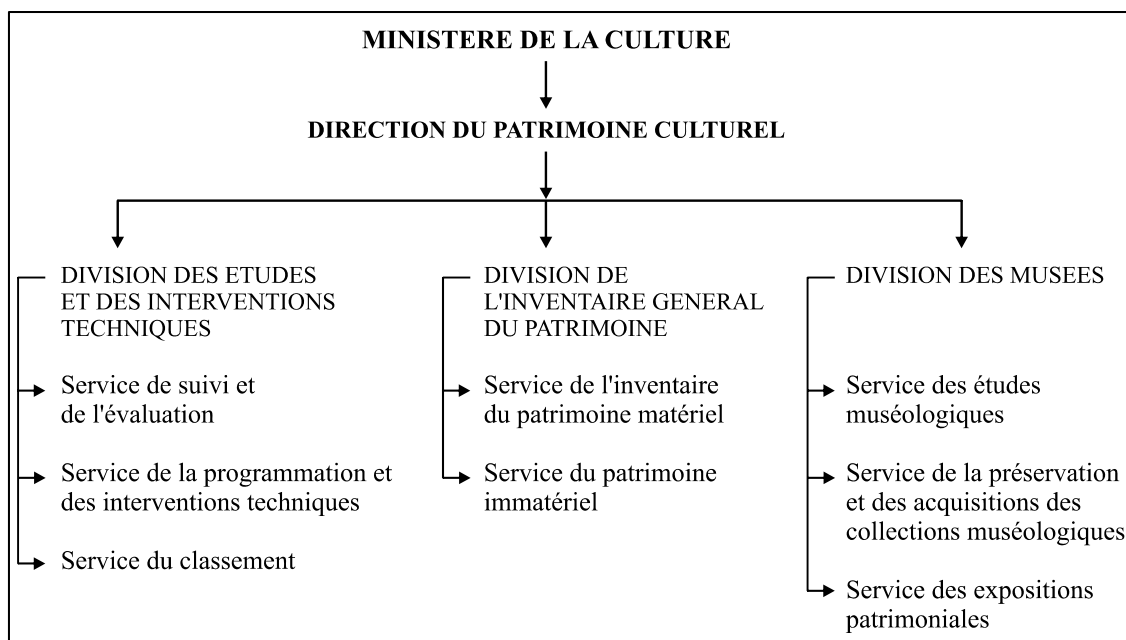 MINISTERE DE LA CULTURE
DIRECTION DU PATRIMOINE CULTUREL
DIVISION DES ETUDES
ET DES INTERVENTIONS
TECHNIQUES
Service de suivi et
de l'évaluation
Service de la programmation et
des interventions techniques
Service du classement
DIVISION DE
L'INVENTAIRE GENERAL
DU PATRIMOINE
Service de l'inventaire
du patrimoine matériel
Service du patrimoine
immatériel
DIVISION DES MUSEES
Service des études
muséologiques
Service de la préservation
et des acquisitions des
collections muséologiques
Service des expositions
patrimoniales